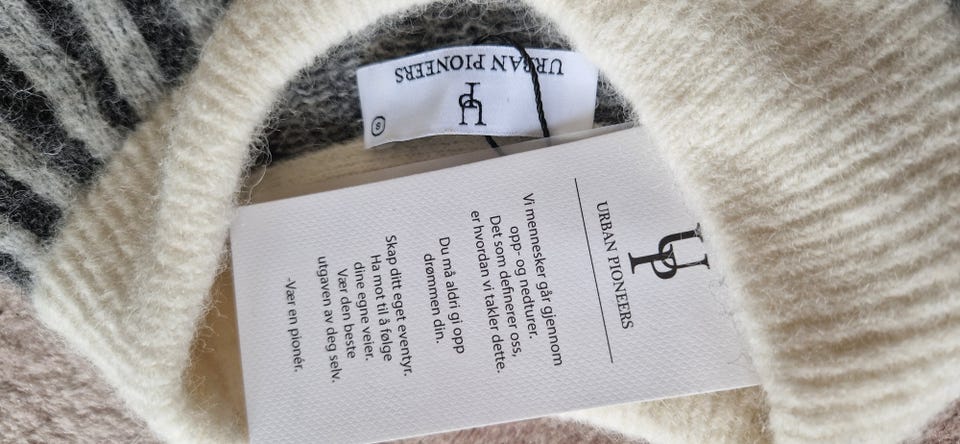 URBAN PIONEERS
UP
S
UP
URBAN PIONEERS
Vi mennesker går gjennom
opp- og nedturer.
Det som definerer oss,
er hvordan vi takler dette.
Du må aldri gi opp
drømmen din.
Skap ditt eget eventyr.
Ha mot til å følge
dine egne veier.
Vær den beste
utgaven av deg selv.
-Vær en pionér.